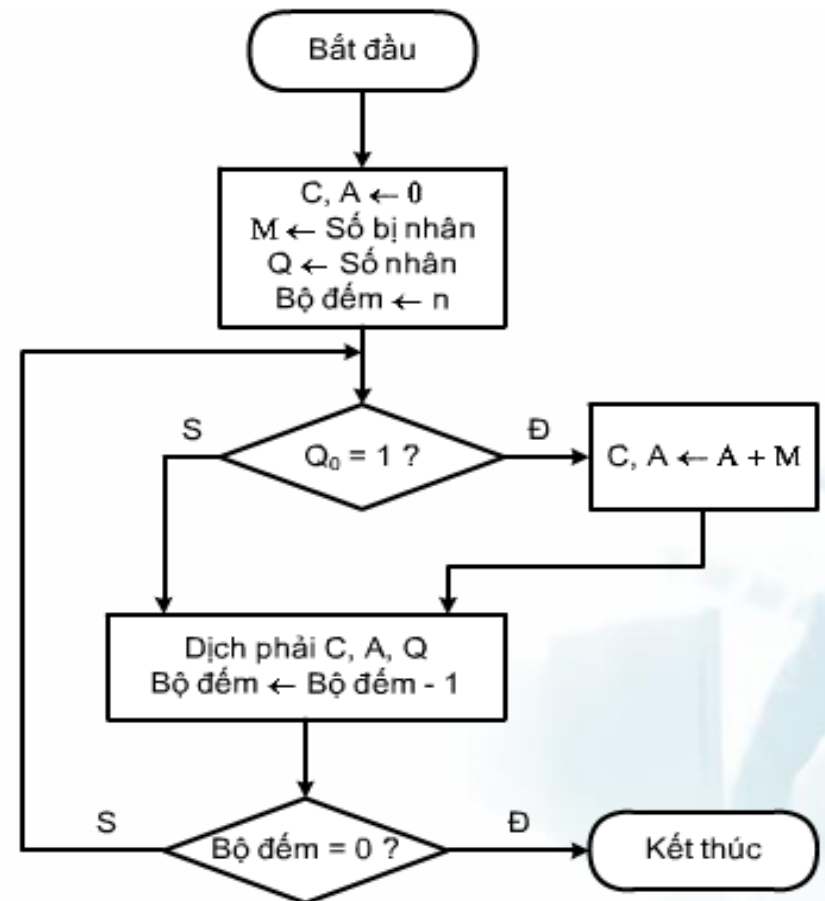 Bắt đầu
C, A ← 0
M ← Số bị nhân
Q ← Số nhân
Bộ đếm ← n
S
Q₀ = 1 ?
Đ
C, A ← A + M
Dịch phải C, A, Q
Bộ đếm ← Bộ đếm - 1
S
Bộ đếm = 0 ?
Đ
Kết thúc